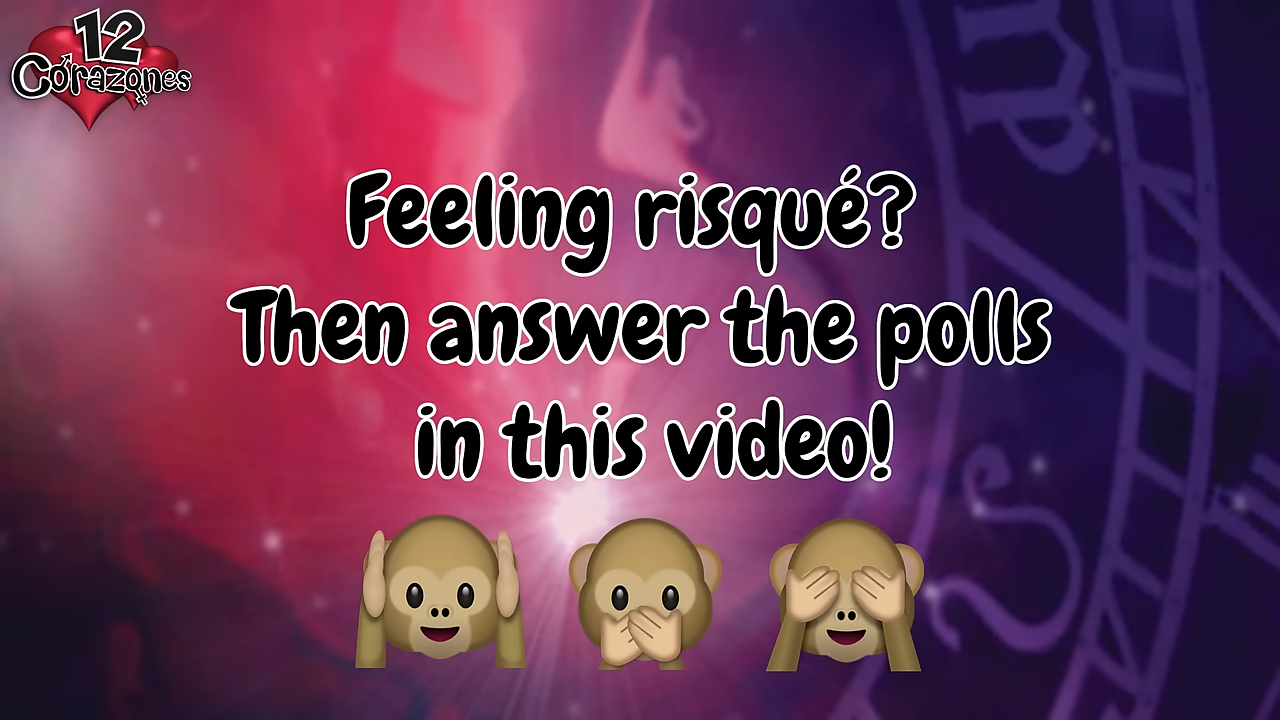 12
Corazones
Feeling risqué?
Then answer the polls
in this video!